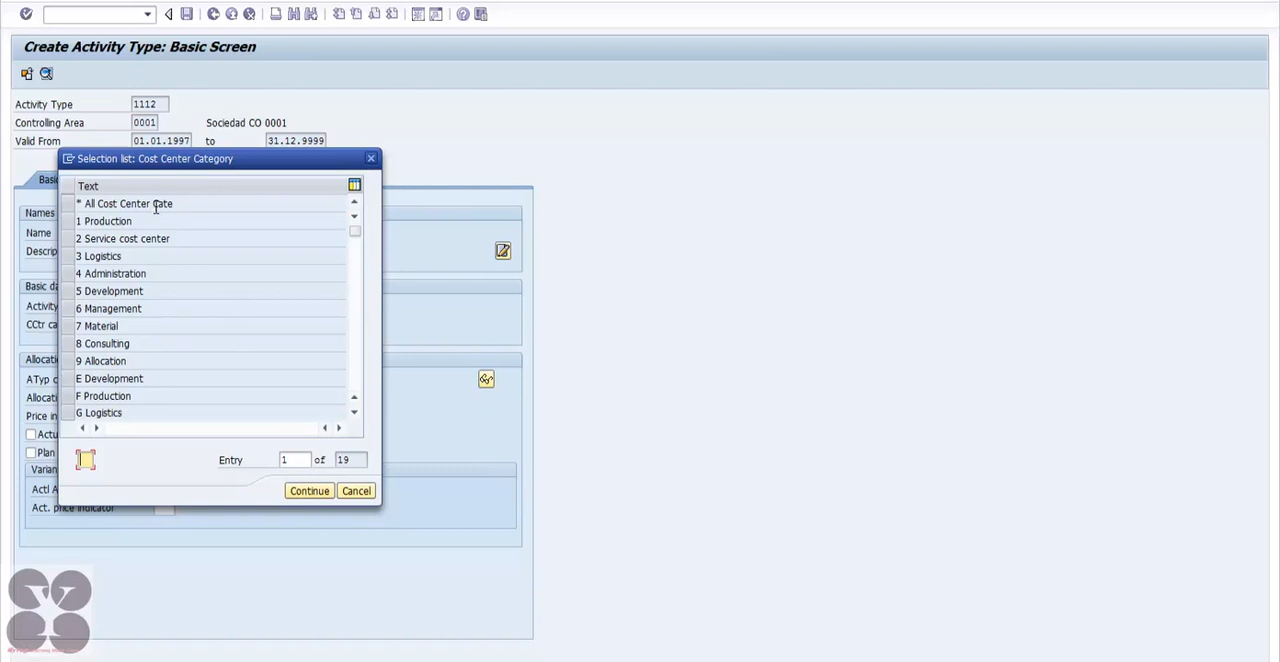 Create Activity Type: Basic Screen
Activity Type 1112
Controlling Area 0001 Sociedad CO 0001
Valid From 01.01.1997 to 31.12.9999
Selection list: Cost Center Category
Text
* All Cost Center Cate
1 Production
2 Service cost center
3 Logistics
4 Administration
5 Development
6 Management
7 Material
8 Consulting
9 Allocation
E Development
F Production
G Logistics
Entry 1 of 19
Continue Cancel
Basi
Names
Name
Descrip
Basic da
Activity
CCtr ca
Allocati
ATyp c
Allocati
Price in
Actu
Plan
Varian
Actl A
Act. price indicator